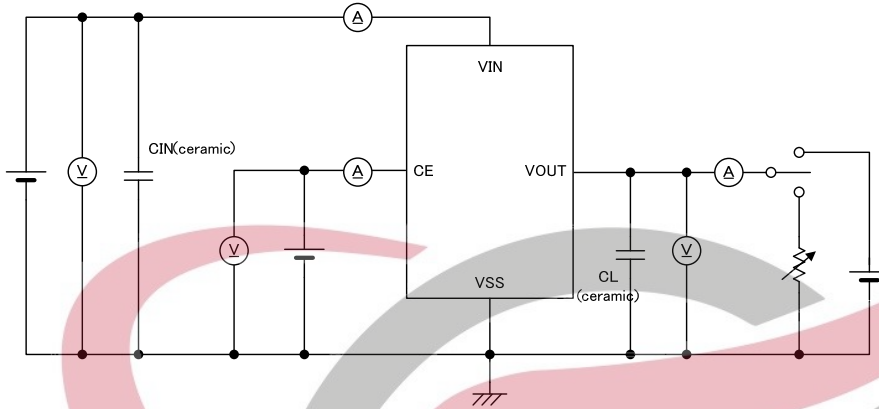 A
VIN
CIN(ceramic)
V
A
CE
VOUT
A
V
V
VSS
CL
(ceramic)